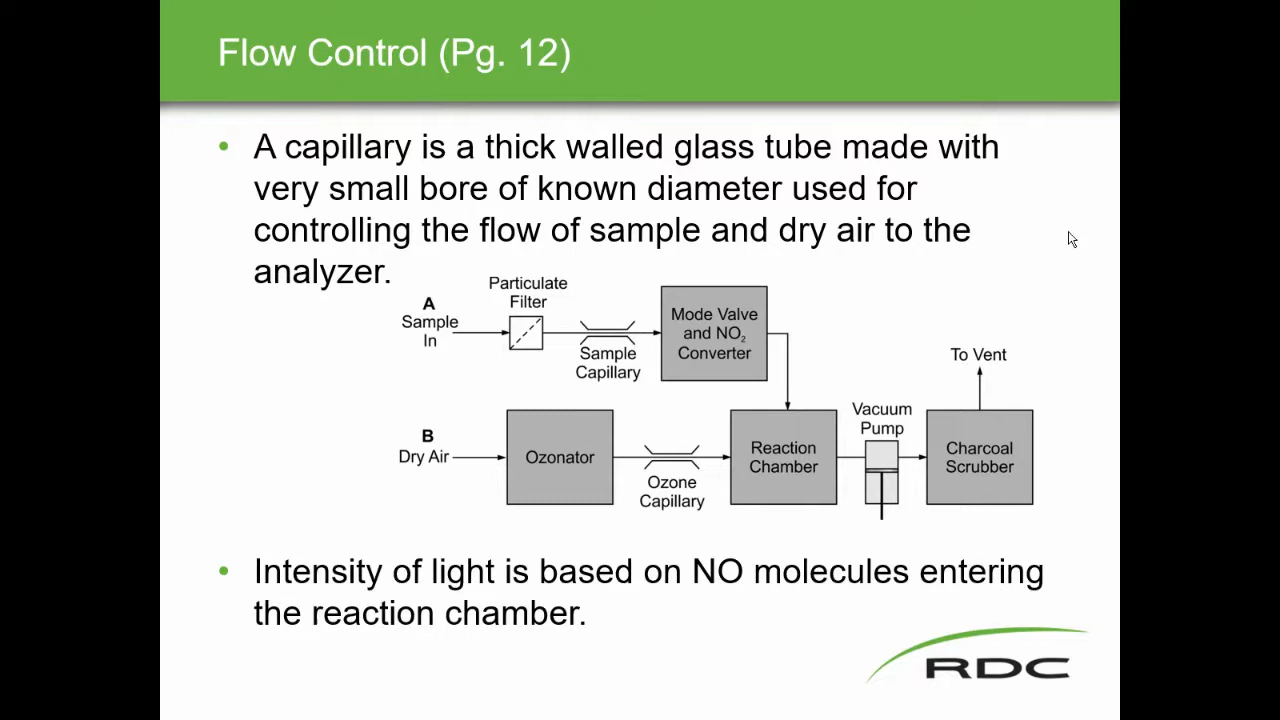 Flow Control (Pg. 12)
• A capillary is a thick walled glass tube made with
very small bore of known diameter used for
controlling the flow of sample and dry air to the
analyzer.
Particulate
Filter
A
Sample
In
Sample
Capillary
Mode Valve
and NO₂
Converter
To Vent
B
Dry Air
Ozonator
Ozone
Capillary
Reaction
Chamber
Vacuum
Pump
Charcoal
Scrubber
• Intensity of light is based on NO molecules entering
the reaction chamber.
RDC